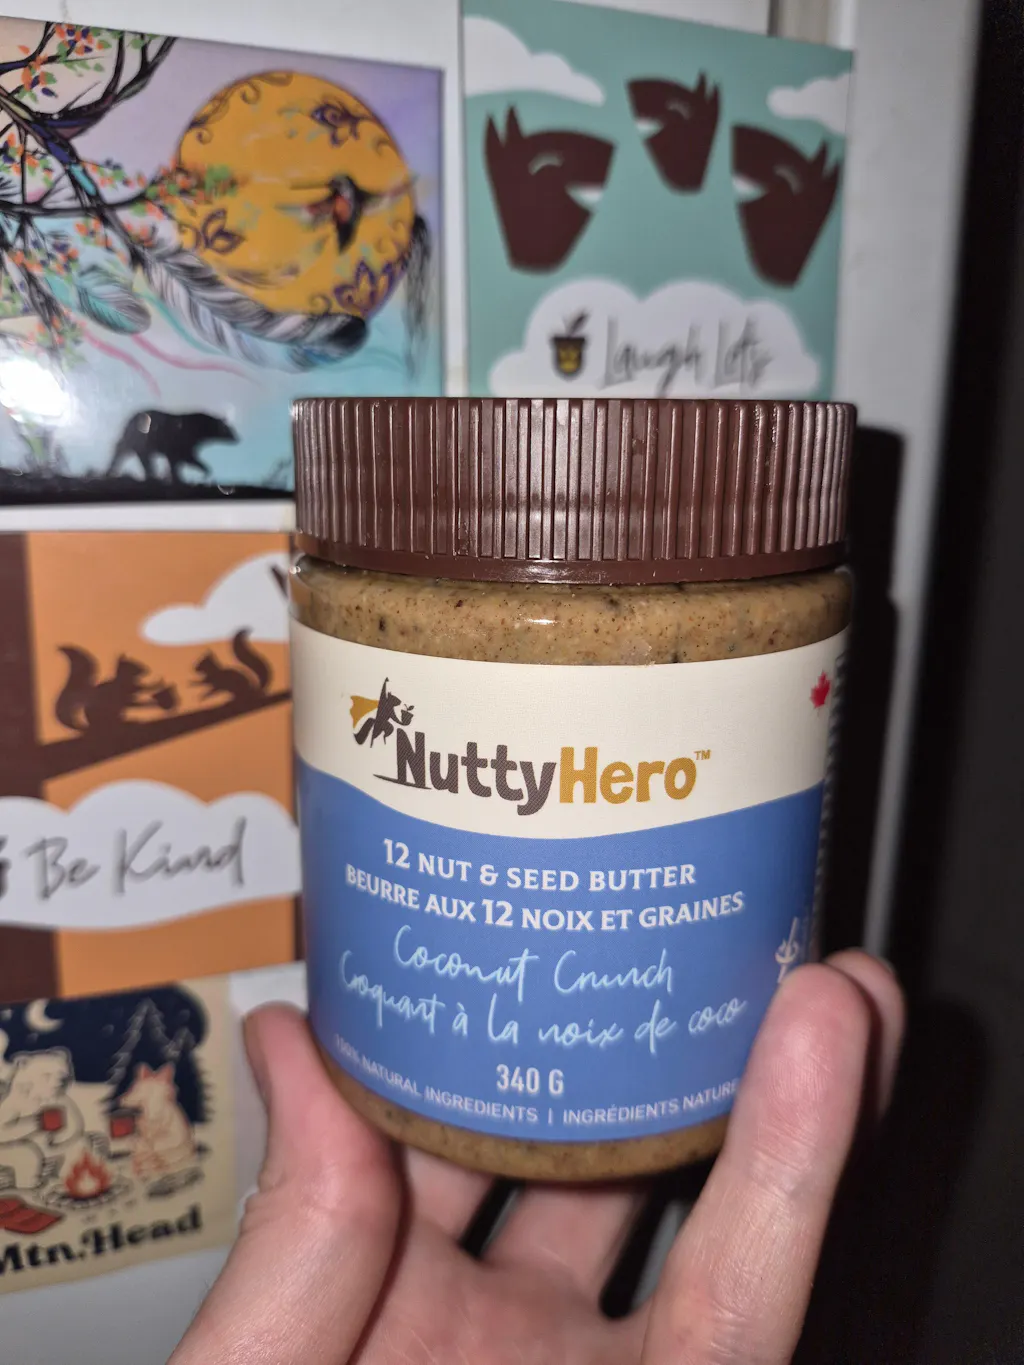 Laugh Lots
Be Kind
Mtn. Head
NuttyHero™
12 NUT & SEED BUTTER
BEURRE AUX 12 NOIX ET GRAINES
Coconut Crunch
Croquant à la noix de coco
340 G
100% NATURAL INGREDIENTS | INGRÉDIENTS